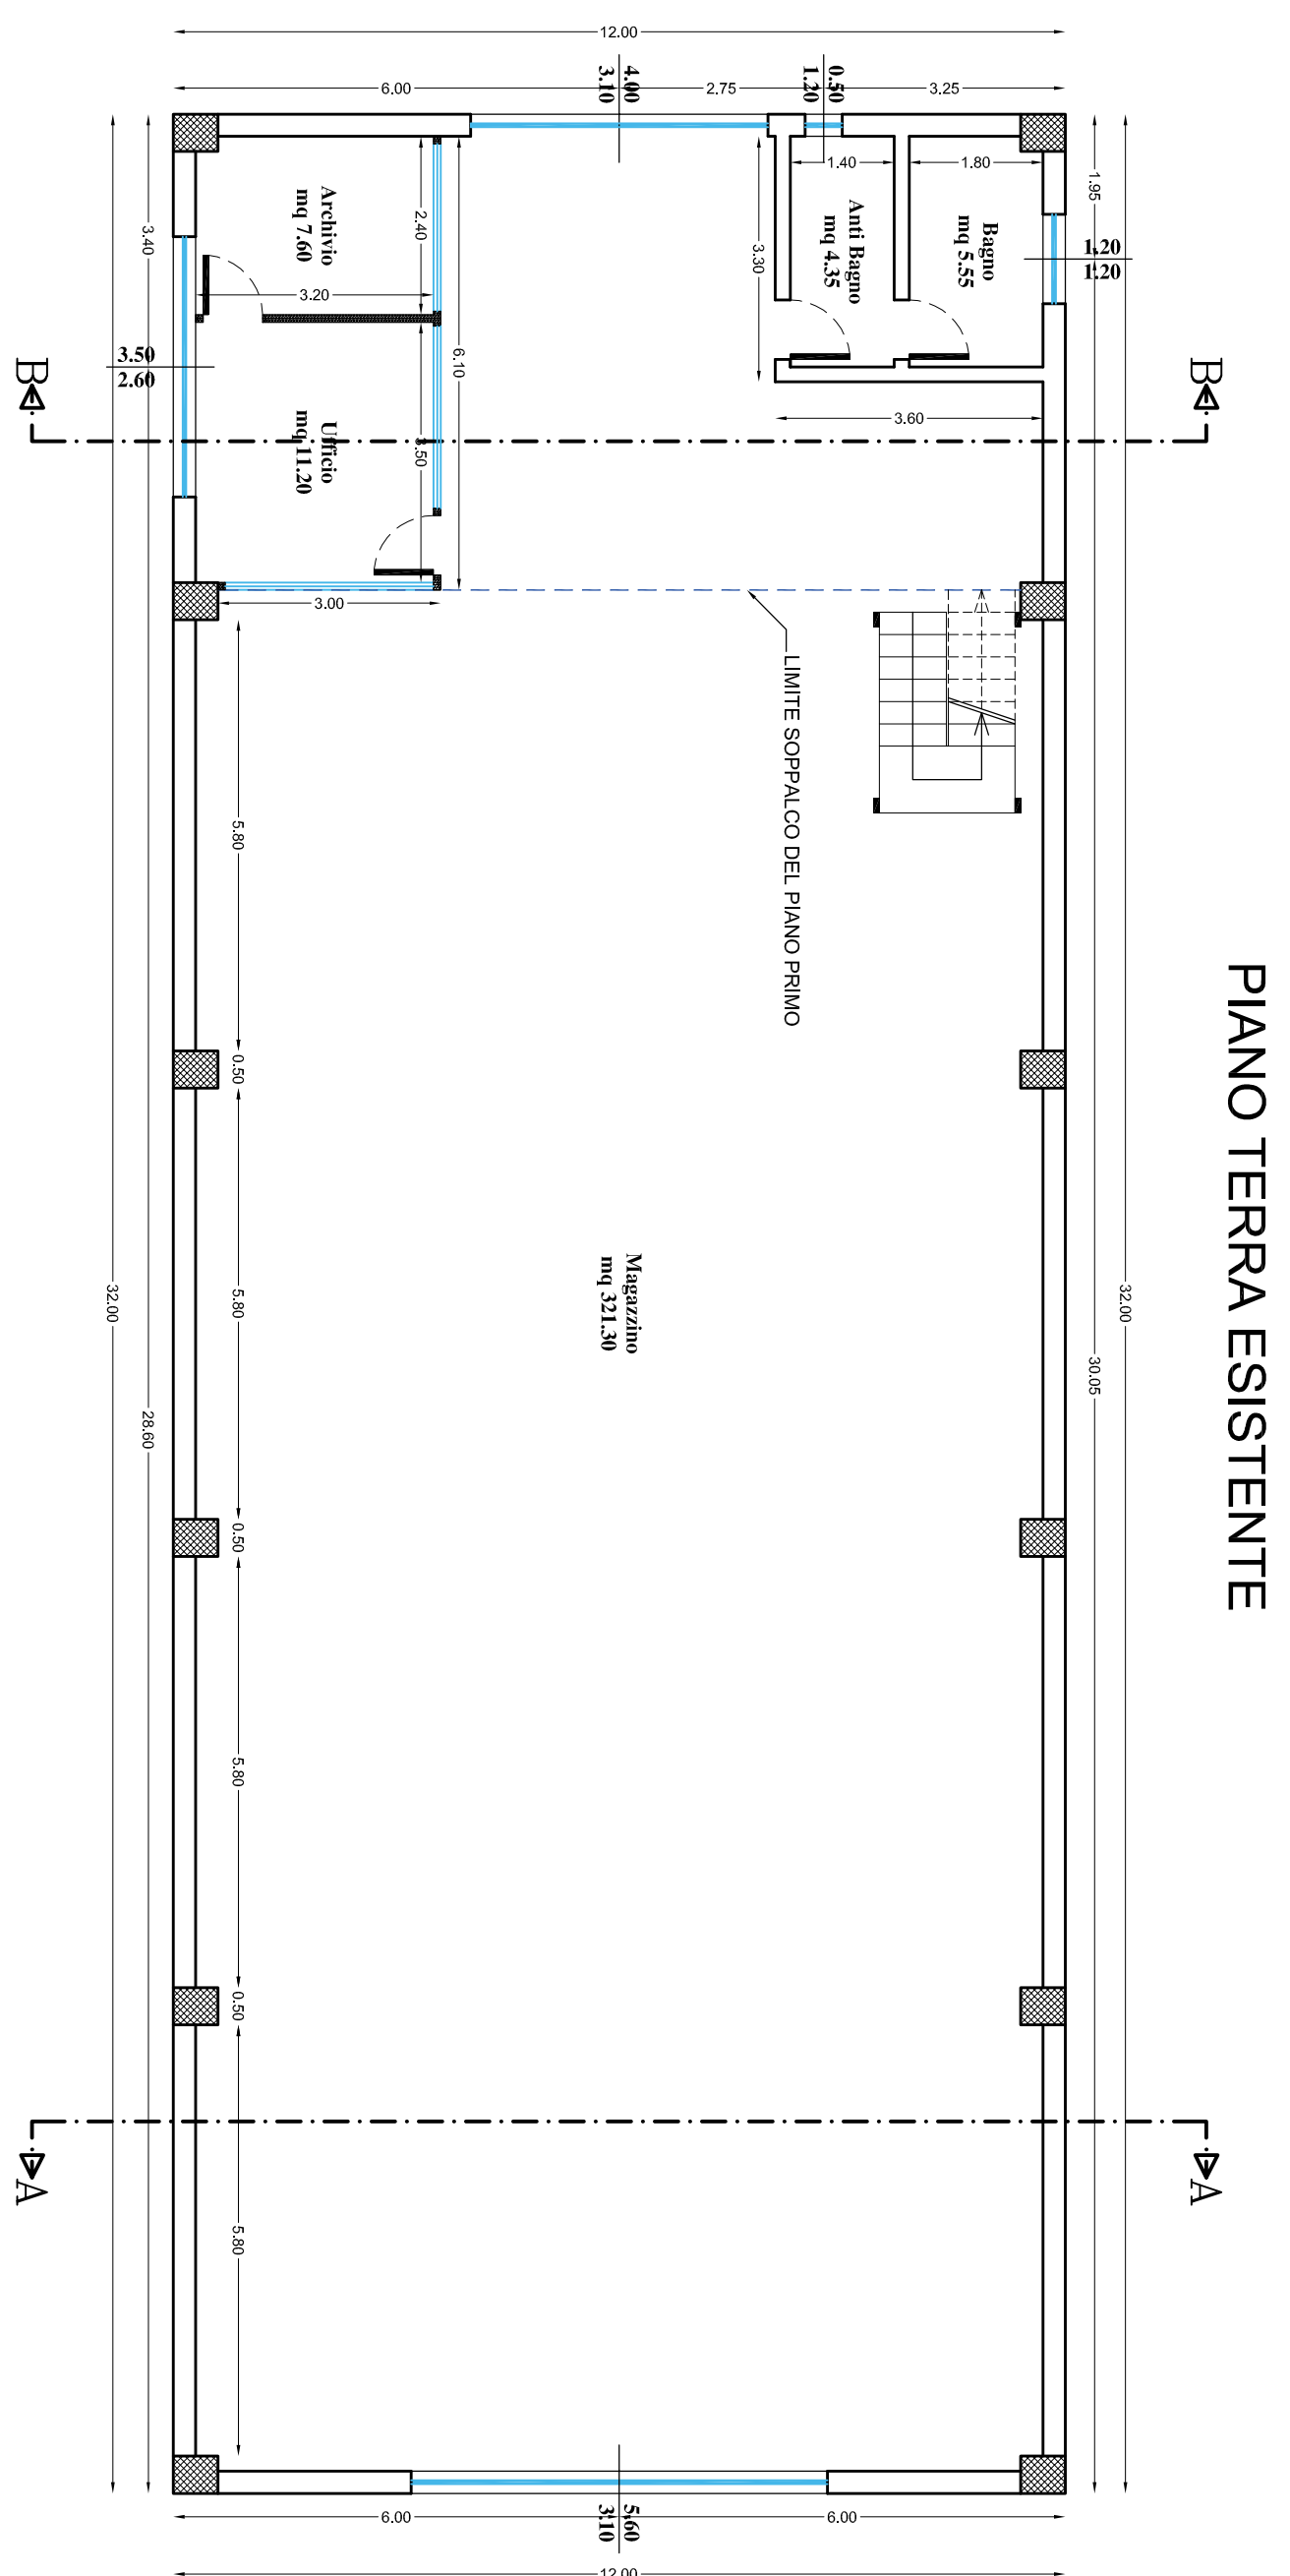 PIANO TERRA ESISTENTE
32.00
1.95
30.05
1.20
1.20
B
B
A
A
12.00
6.00
4.00
3.10
2.75
0.50
1.20
3.25
1.80
1.40
Bagno
mq 5.55
Anti Bagno
mq 4.35
3.30
3.60
6.10
2.40
3.50
Archivio
mq 7.60
3.20
Ufficio
mq 11.20
3.00
3.40
28.60
3.50
2.60
32.00
LIMITE SOPPALCO DEL PIANO PRIMO
Magazzino
mq 321.30
5.80
0.50
5.80
0.50
5.80
0.50
5.80
6.00
5.60
3.10
6.00
12.00